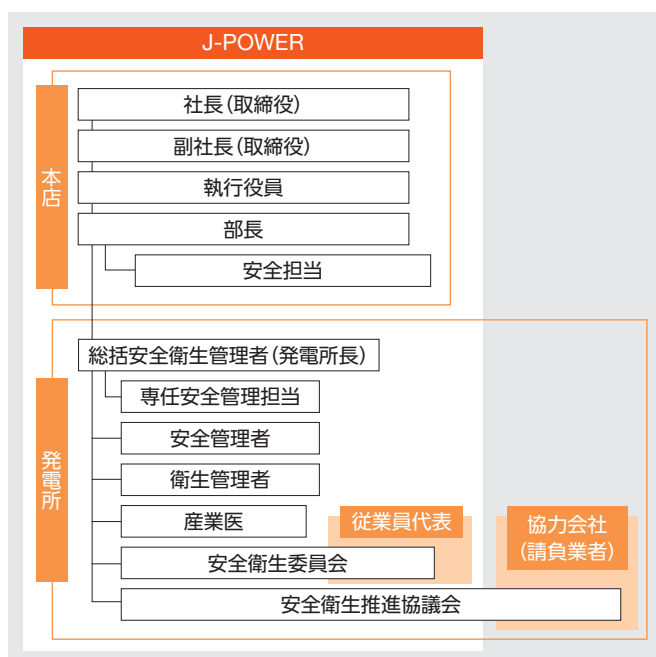 J-POWER
本店
社長(取締役)
副社長(取締役)
執行役員
部長
安全担当
発電所
総括安全衛生管理者(発電所長)
専任安全管理担当
安全管理者
衛生管理者
産業医
従業員代表
協力会社
(請負業者)
安全衛生委員会
安全衛生推進協議会